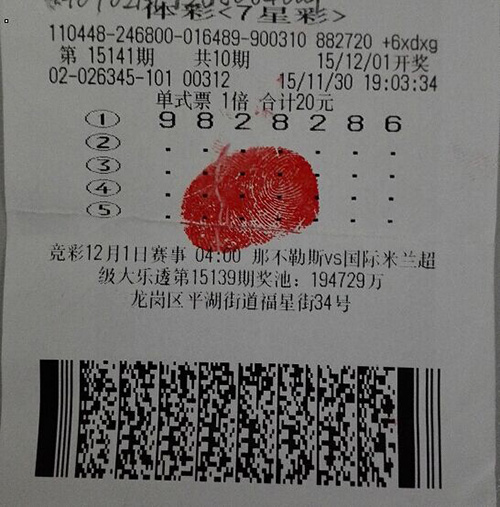 体彩<7星彩>
110448-246800-016489-900310 882720 +6xdxg
第 15141期 共10期 15/12/01开奖
02-026345-101 00312 15/11/30 19:03:34
单式票 1倍 合计20元
① 9 8 2 8 2 8 6
②
③
④
⑤
竞彩12月1日赛事 04:00 那不勒斯vs国际米兰超
级大乐透第15139期奖池：194729万
龙岗区平湖街道福星街34号